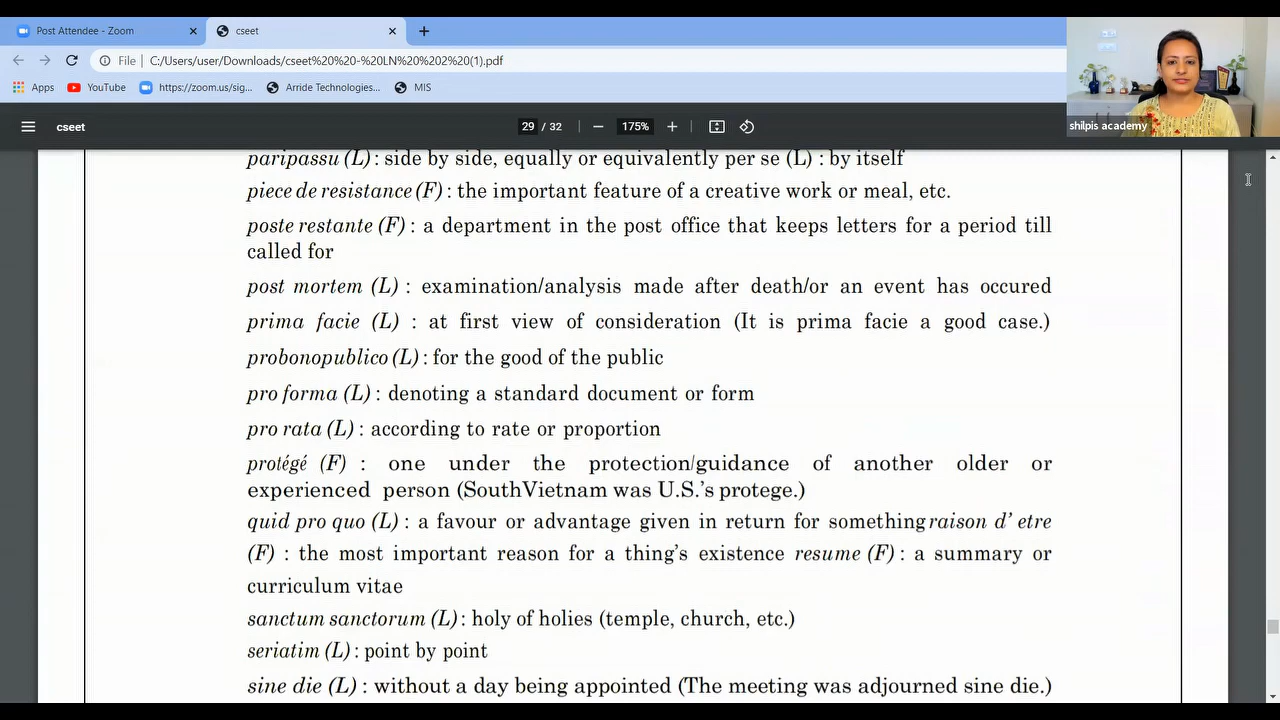 Post Attendee - Zoom
cseet
File
C:/Users/user/Downloads/cseet%20%20-%20LN%20%202%20(1).pdf
Apps
YouTube
https://zoom.us/sig...
Arride Technologies...
MIS
shilpis academy
cseet
29 / 32
175%
paripassu (L) : side by side, equally or equivalently per se (L) : by itself
piece de resistance (F) : the important feature of a creative work or meal, etc.
poste restante (F) : a department in the post office that keeps letters for a period till
called for
post mortem (L) : examination/analysis made after death/or an event has occured
prima facie (L) : at first view of consideration (It is prima facie a good case.)
probonopublico (L) : for the good of the public
pro forma (L) : denoting a standard document or form
pro rata (L) : according to rate or proportion
protégé (F) : one under the protection/guidance of another older or
experienced person (SouthVietnam was U.S.’s protege.)
quid pro quo (L) : a favour or advantage given in return for something raison d’ etre
(F) : the most important reason for a thing’s existence resume (F) : a summary or
curriculum vitae
sanctum sanctorum (L) : holy of holies (temple, church, etc.)
seriatim (L) : point by point
sine die (L) : without a day being appointed (The meeting was adjourned sine die.)